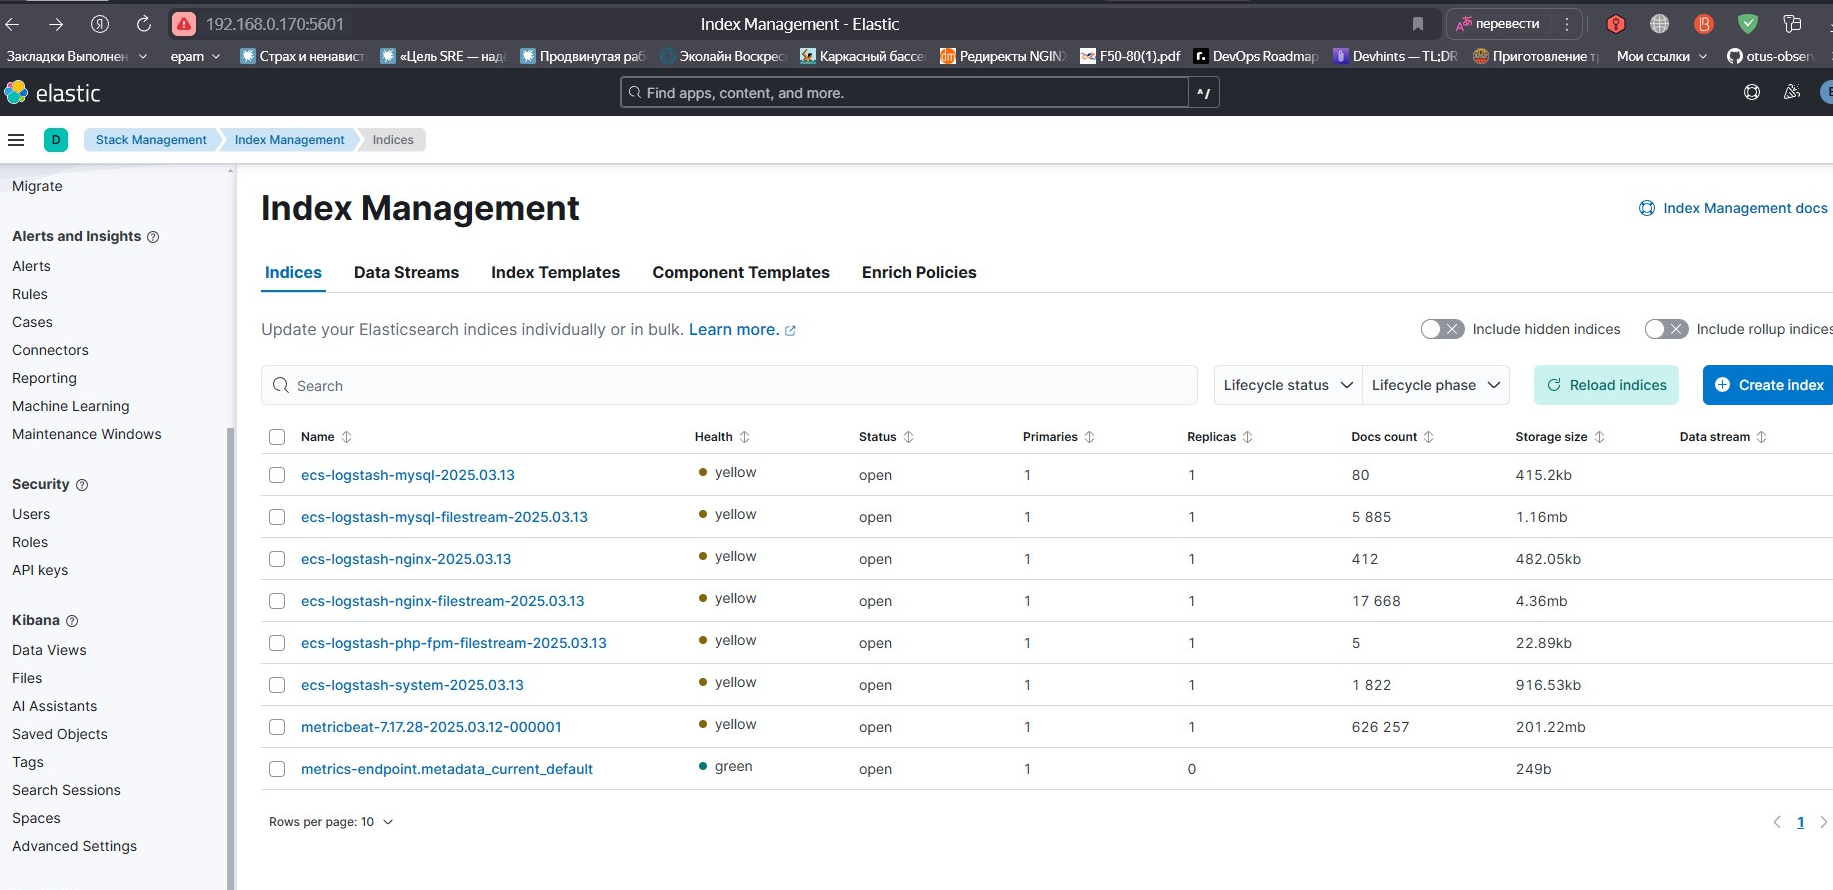 192.168.0.170:5601
Index Management - Elastic
перевести
Закладки Выполнен
epam
Страх и ненавист
«Цель SRE — над
Продвинутая раб
Эколайн Воскрес
Каркасный бассе
Редиректы NGIN
F50-80(1).pdf
DevOps Roadmap
Devhints — TL;DR
Приготовление т
Мои ссылки
otus-obser
elastic
Find apps, content, and more.
^/
D
Stack Management
Index Management
Indices
Migrate
Alerts and Insights
Alerts
Rules
Cases
Connectors
Reporting
Machine Learning
Maintenance Windows
Security
Users
Roles
API keys
Kibana
Data Views
Files
AI Assistants
Saved Objects
Tags
Search Sessions
Spaces
Advanced Settings
Index Management
Index Management docs
Indices Data Streams Index Templates Component Templates Enrich Policies
Update your Elasticsearch indices individually or in bulk. Learn more.
Include hidden indices
Include rollup indices
Search
Lifecycle status
Lifecycle phase
Reload indices
Create index
Name Health Status Primaries Replicas Docs count Storage size Data stream
ecs-logstash-mysql-2025.03.13 yellow open 1 1 80 415.2kb
ecs-logstash-mysql-filestream-2025.03.13 yellow open 1 1 5 885 1.16mb
ecs-logstash-nginx-2025.03.13 yellow open 1 1 412 482.05kb
ecs-logstash-nginx-filestream-2025.03.13 yellow open 1 1 17 668 4.36mb
ecs-logstash-php-fpm-filestream-2025.03.13 yellow open 1 1 5 22.89kb
ecs-logstash-system-2025.03.13 yellow open 1 1 1 822 916.53kb
metricbeat-7.17.28-2025.03.12-000001 yellow open 1 1 626 257 201.22mb
metrics-endpoint.metadata_current_default green open 1 0 249b
Rows per page: 10
1